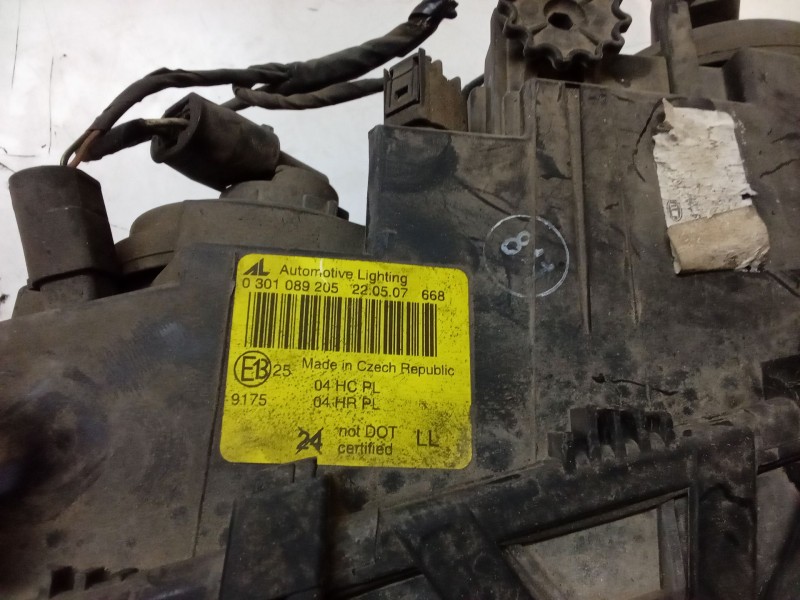 AL Automotive Lighting
0 301 089 205 22.05.07 668
E13 25 Made in Czech Republic
04 HC PL
9175 04 HR PL
24 not DOT LL
certified